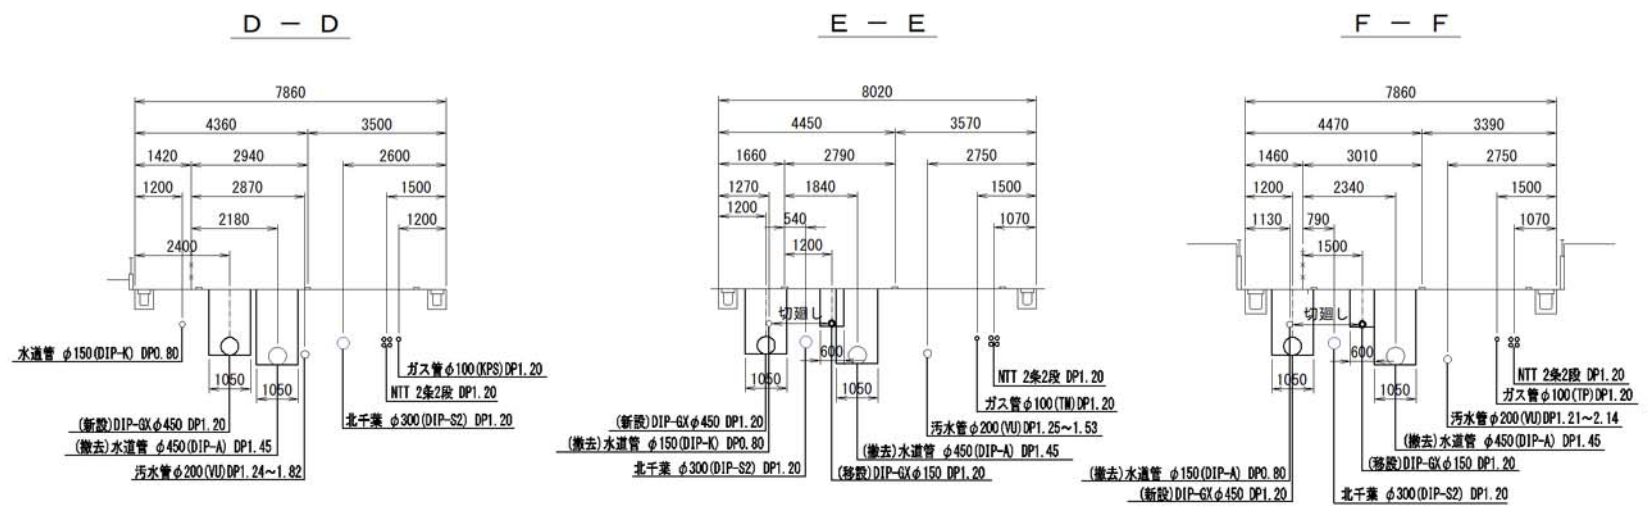 D － D
7860
4360
3500
1420
2940
2600
1200
2870
1500
2180
1200
2400
水道管 φ150(DIP-K) DP0.80
1050
1050
ガス管φ100(KPS)DP1.20
NTT 2条2段 DP1.20
北千葉 φ300(DIP-S2) DP1.20
(新設)DIP-GXφ450 DP1.20
(撤去)水道管 φ450(DIP-A) DP1.45
汚水管φ200(VU)DP1.24～1.82
E － E
8020
4450
3570
1660
2790
2750
1270
1840
1500
1200
540
1070
1200
切廻し
600
1050
1050
NTT 2条2段 DP1.20
ガス管φ100(TM)DP1.20
(新設)DIP-GXφ450 DP1.20
汚水管φ200(VU)DP1.25～1.53
(撤去)水道管 φ150(DIP-K) DP0.80
(撤去)水道管 φ450(DIP-A) DP1.45
北千葉 φ300(DIP-S2) DP1.20
(移設)DIP-GXφ150 DP1.20
F － F
7860
4470
3390
1460
3010
2750
1200
2340
1500
1130
790
1070
1500
切廻し
600
1050
1050
NTT 2条2段 DP1.20
ガス管φ100(TP)DP1.20
汚水管φ200(VU)DP1.21～2.14
(撤去)水道管 φ450(DIP-A) DP1.45
(移設)DIP-GXφ150 DP1.20
(撤去)水道管 φ150(DIP-A) DP0.80
(新設)DIP-GXφ450 DP1.20
北千葉 φ300(DIP-S2) DP1.20